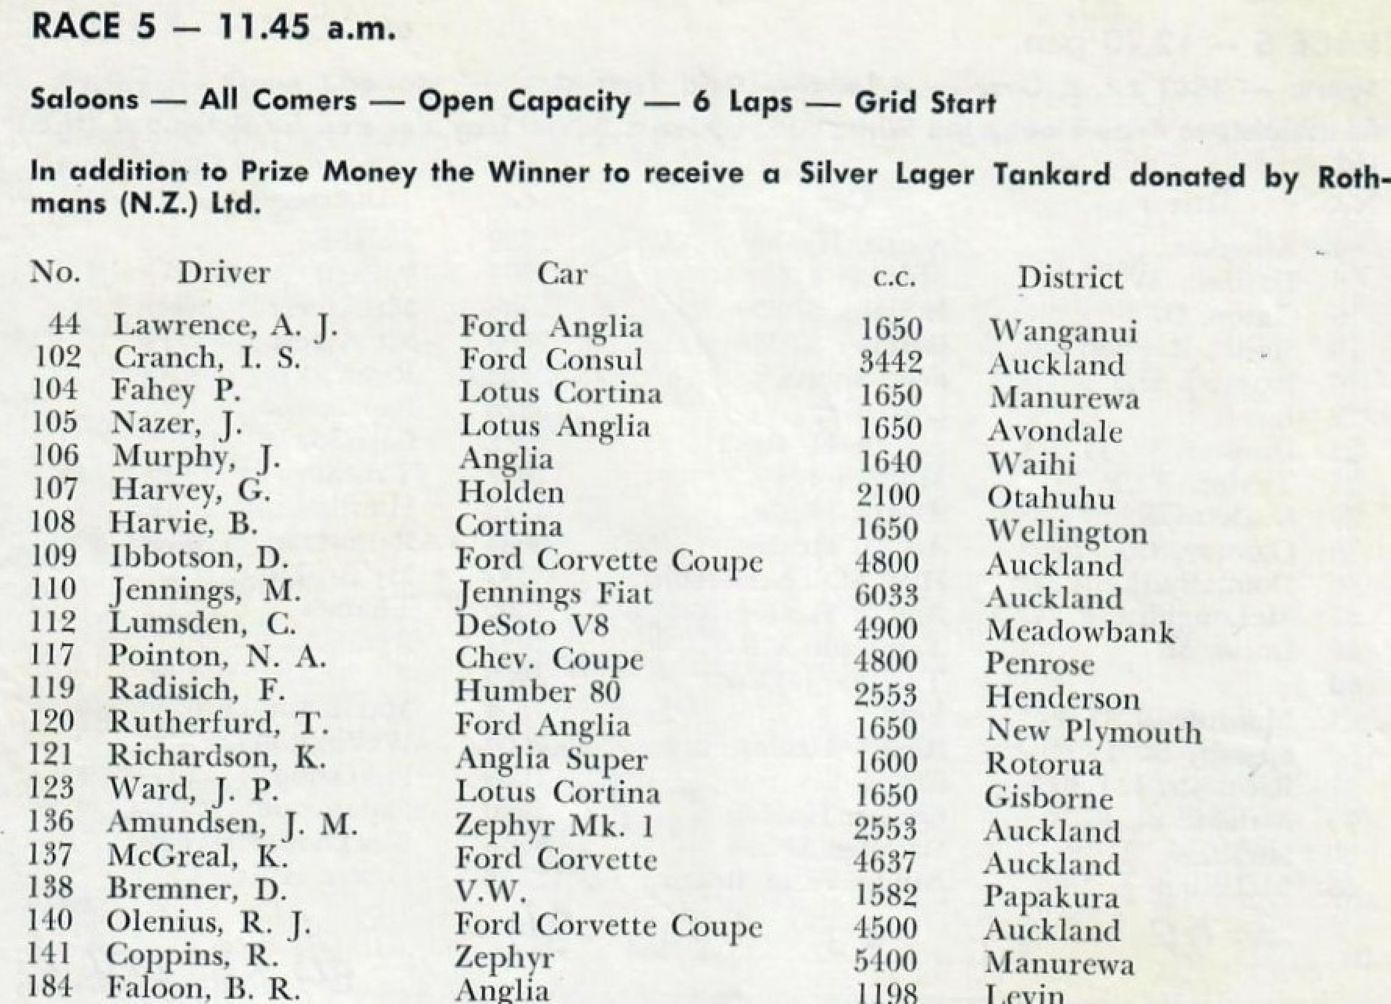 RACE 5 — 11.45 a.m.
Saloons — All Comers — Open Capacity — 6 Laps — Grid Start
In addition to Prize Money the Winner to receive a Silver Lager Tankard donated by Roth-
mans (N.Z.) Ltd.
No. Driver Car c.c. District
44 Lawrence, A. J. Ford Anglia 1650 Wanganui
102 Cranch, I. S. Ford Consul 3442 Auckland
104 Fahey P. Lotus Cortina 1650 Manurewa
105 Nazer, J. Lotus Anglia 1650 Avondale
106 Murphy, J. Anglia 1640 Waihi
107 Harvey, G. Holden 2100 Otahuhu
108 Harvie, B. Cortina 1650 Wellington
109 Ibbotson, D. Ford Corvette Coupe 4800 Auckland
110 Jennings, M. Jennings Fiat 6033 Auckland
112 Lumsden, C. DeSoto V8 4900 Meadowbank
117 Pointon, N. A. Chev. Coupe 4800 Penrose
119 Radisich, F. Humber 80 2553 Henderson
120 Rutherfurd, T. Ford Anglia 1650 New Plymouth
121 Richardson, K. Anglia Super 1600 Rotorua
123 Ward, J. P. Lotus Cortina 1650 Gisborne
136 Amundsen, J. M. Zephyr Mk. 1 2553 Auckland
137 McGreal, K. Ford Corvette 4637 Auckland
138 Bremner, D. V.W. 1582 Papakura
140 Olenius, R. J. Ford Corvette Coupe 4500 Auckland
141 Coppins, R. Zephyr 5400 Manurewa
184 Faloon, B. R. Anglia 1198 Levin